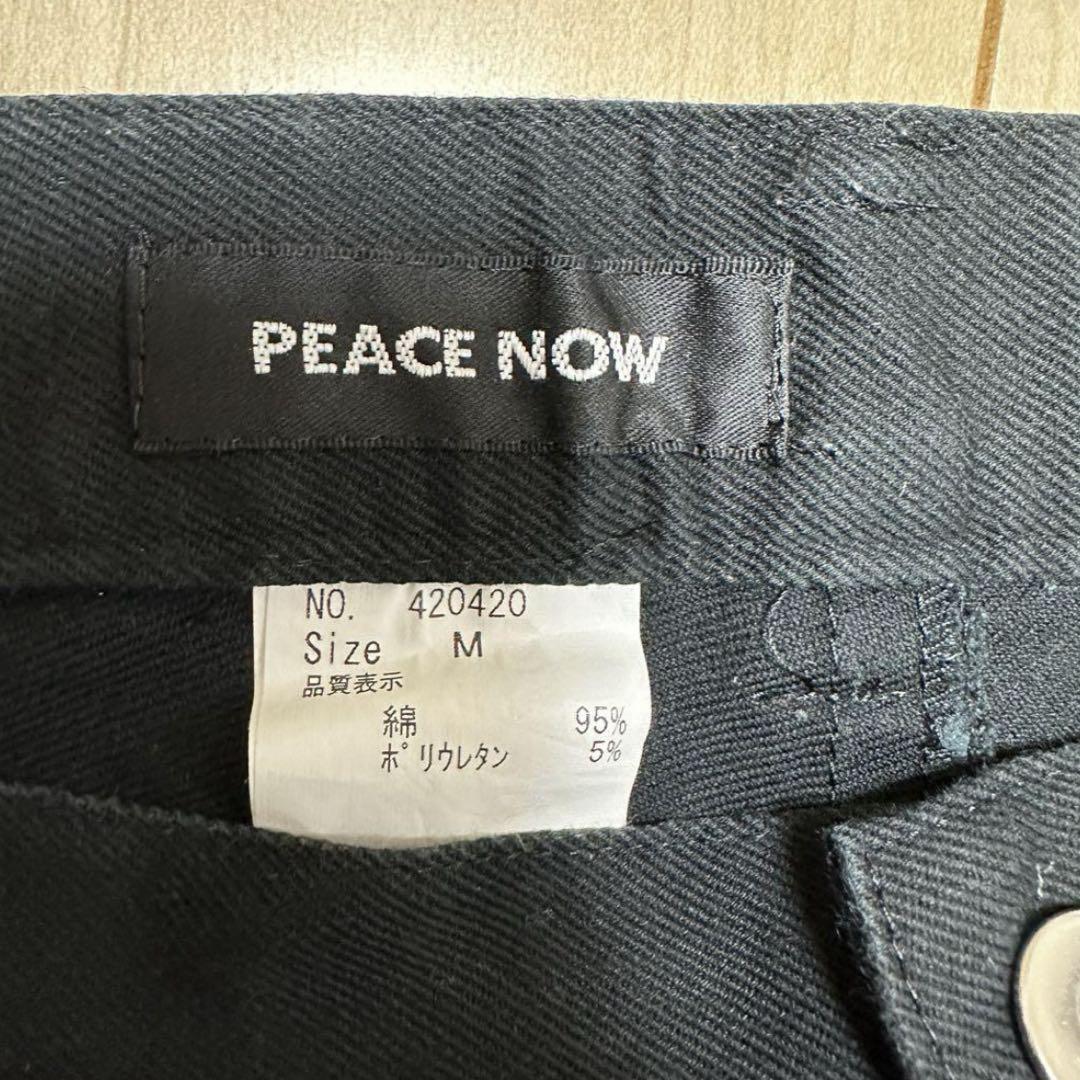 PEACE NOW
NO. 420420
Size M
品質表示
綿 95%
ポリウレタン 5%